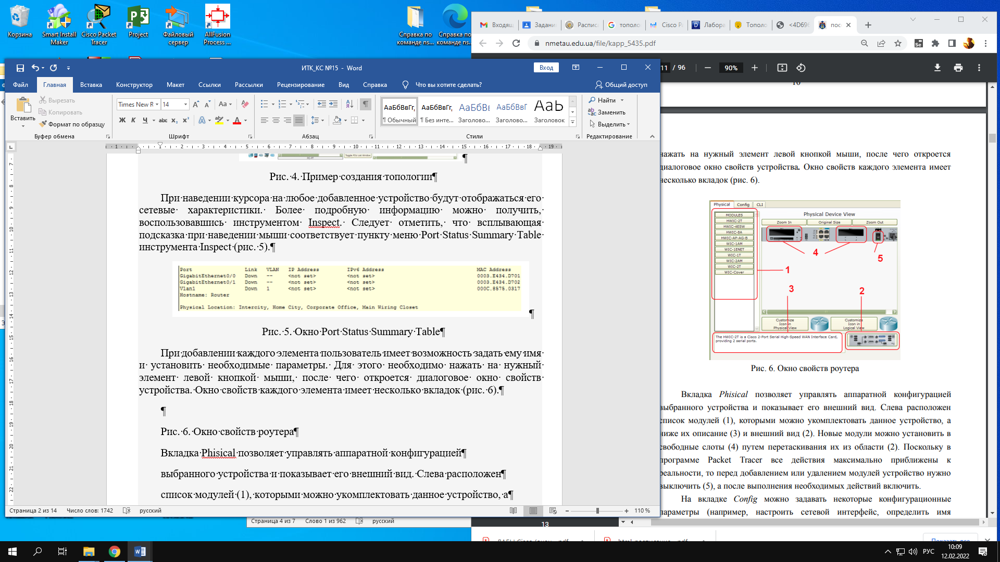 Корзина
Smart Install Maker
Cisco Packet Tracer
Project
Файловый сервер
AllFusion Process ...
Справка по команде ns...
Справка по команде ns...
Входящ
Задани
Расписа
тополо
Cisco Pa
Лабора
Тополо
<4D696
пос
nmetau.edu.ua/file/kapp_5435.pdf
11 / 96
90%
ИТК_КС №15 - Word
Вход
Файл
Главная
Вставка
Конструктор
Макет
Ссылки
Рассылки
Рецензирование
Вид
Справка
Что вы хотите сделать?
Общий доступ
Вставить
Вырезать
Копировать
Формат по образцу
Буфер обмена
Times New R
14
Шрифт
Абзац
АаБбВвГг,
¶ Обычный
АаБбВвГг,
¶ Без инте...
АаБбВı
Заголово...
АаБбВвГ
Заголово...
АаЬ
Заголовок
Стили
Найти
Заменить
Выделить
Редактирование
Рис. 4. Пример создания топологии¶
При наведении курсора на любое добавленное устройство будут отображаться его
сетевые характеристики. Более подробную информацию можно получить,
воспользовавшись инструментом Inspect. Следует отметить, что всплывающая
подсказка при наведении мыши соответствует пункту меню Port Status Summary Table
инструмента Inspect (рис. 5).¶
Port Link VLAN IP Address IPv6 Address MAC Address
GigabitEthernet0/0 Down -- <not set> <not set> 0003.E434.D701
GigabitEthernet0/1 Down -- <not set> <not set> 0003.E434.D702
Vlan1 Down 1 <not set> <not set> 000C.8575.0317
Hostname: Router
Physical Location: Intercity, Home City, Corporate Office, Main Wiring Closet
¶
Рис. 5. Окно Port Status Summary Table¶
При добавлении каждого элемента пользователь имеет возможность задать ему имя
и установить необходимые параметры. Для этого необходимо нажать на нужный
элемент левой кнопкой мыши, после чего откроется диалоговое окно свойств
устройства. Окно свойств каждого элемента имеет несколько вкладок (рис. 6).¶
¶
Рис. 6. Окно свойств роутера¶
Вкладка Phisical позволяет управлять аппаратной конфигурацией¶
выбранного устройства и показывает его внешний вид. Слева расположен¶
список модулей (1), которыми можно укомплектовать данное устройство, а¶
Страница 2 из 14
Число слов: 1742
русский
110 %
Страница 4 из 7
Слово 1 из 962
русский
10
нажать на нужный элемент левой кнопкой мыши, после чего откроется
диалоговое окно свойств устройства. Окно свойств каждого элемента имеет
несколько вкладок (рис. 6).
Physical
Config
CLI
MODULES
HWIC-2T
HWIC-4ESW
HWIC-8A
HWIC-AP-AG-B
WIC-1AM
WIC-1ENET
WIC-1T
WIC-2AM
WIC-2T
WIC-Cover
Physical Device View
Zoom In
Original Size
Zoom Out
4
5
1
3
2
Customize Icon in Physical View
Customize Icon in Logical View
The HWIC-2T is a Cisco 2-Port Serial High-Speed WAN Interface Card,
providing 2 serial ports.
Рис. 6. Окно свойств роутера
Вкладка Phisical позволяет управлять аппаратной конфигурацией
выбранного устройства и показывает его внешний вид. Слева расположен
список модулей (1), которыми можно укомплектовать данное устройство, а
ниже их описание (3) и внешний вид (2). Новые модули можно установить в
свободные слоты (4) путем перетаскивания их из области (2). Поскольку в
программе Packet Tracer все действия максимально приближены к
реальности, то перед добавлением или удалением модулей устройство нужно
выключить (5), а после выполнения необходимых действий включить.
На вкладке Config можно задавать некоторые конфигурационные
параметры (например, настроить сетевой интерфейс, определить имя
13
Показать все
РУС
10:09
12.02.2022